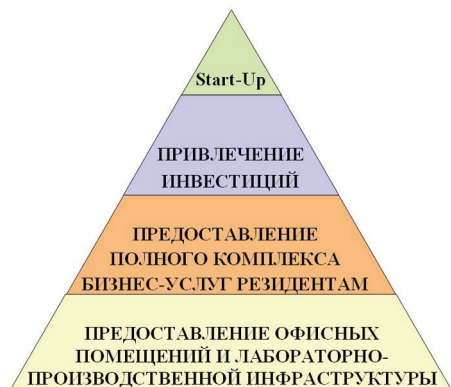 Start-Up
ПРИВЛЕЧЕНИЕ
ИНВЕСТИЦИЙ
ПРЕДОСТАВЛЕНИЕ
ПОЛНОГО КОМПЛЕКСА
БИЗНЕС-УСЛУГ РЕЗИДЕНТАМ
ПРЕДОСТАВЛЕНИЕ ОФИСНЫХ
ПОМЕЩЕНИЙ И ЛАБОРАТОРНО-
ПРОИЗВОДСТВЕННОЙ ИНФРАСТРУКТУРЫ